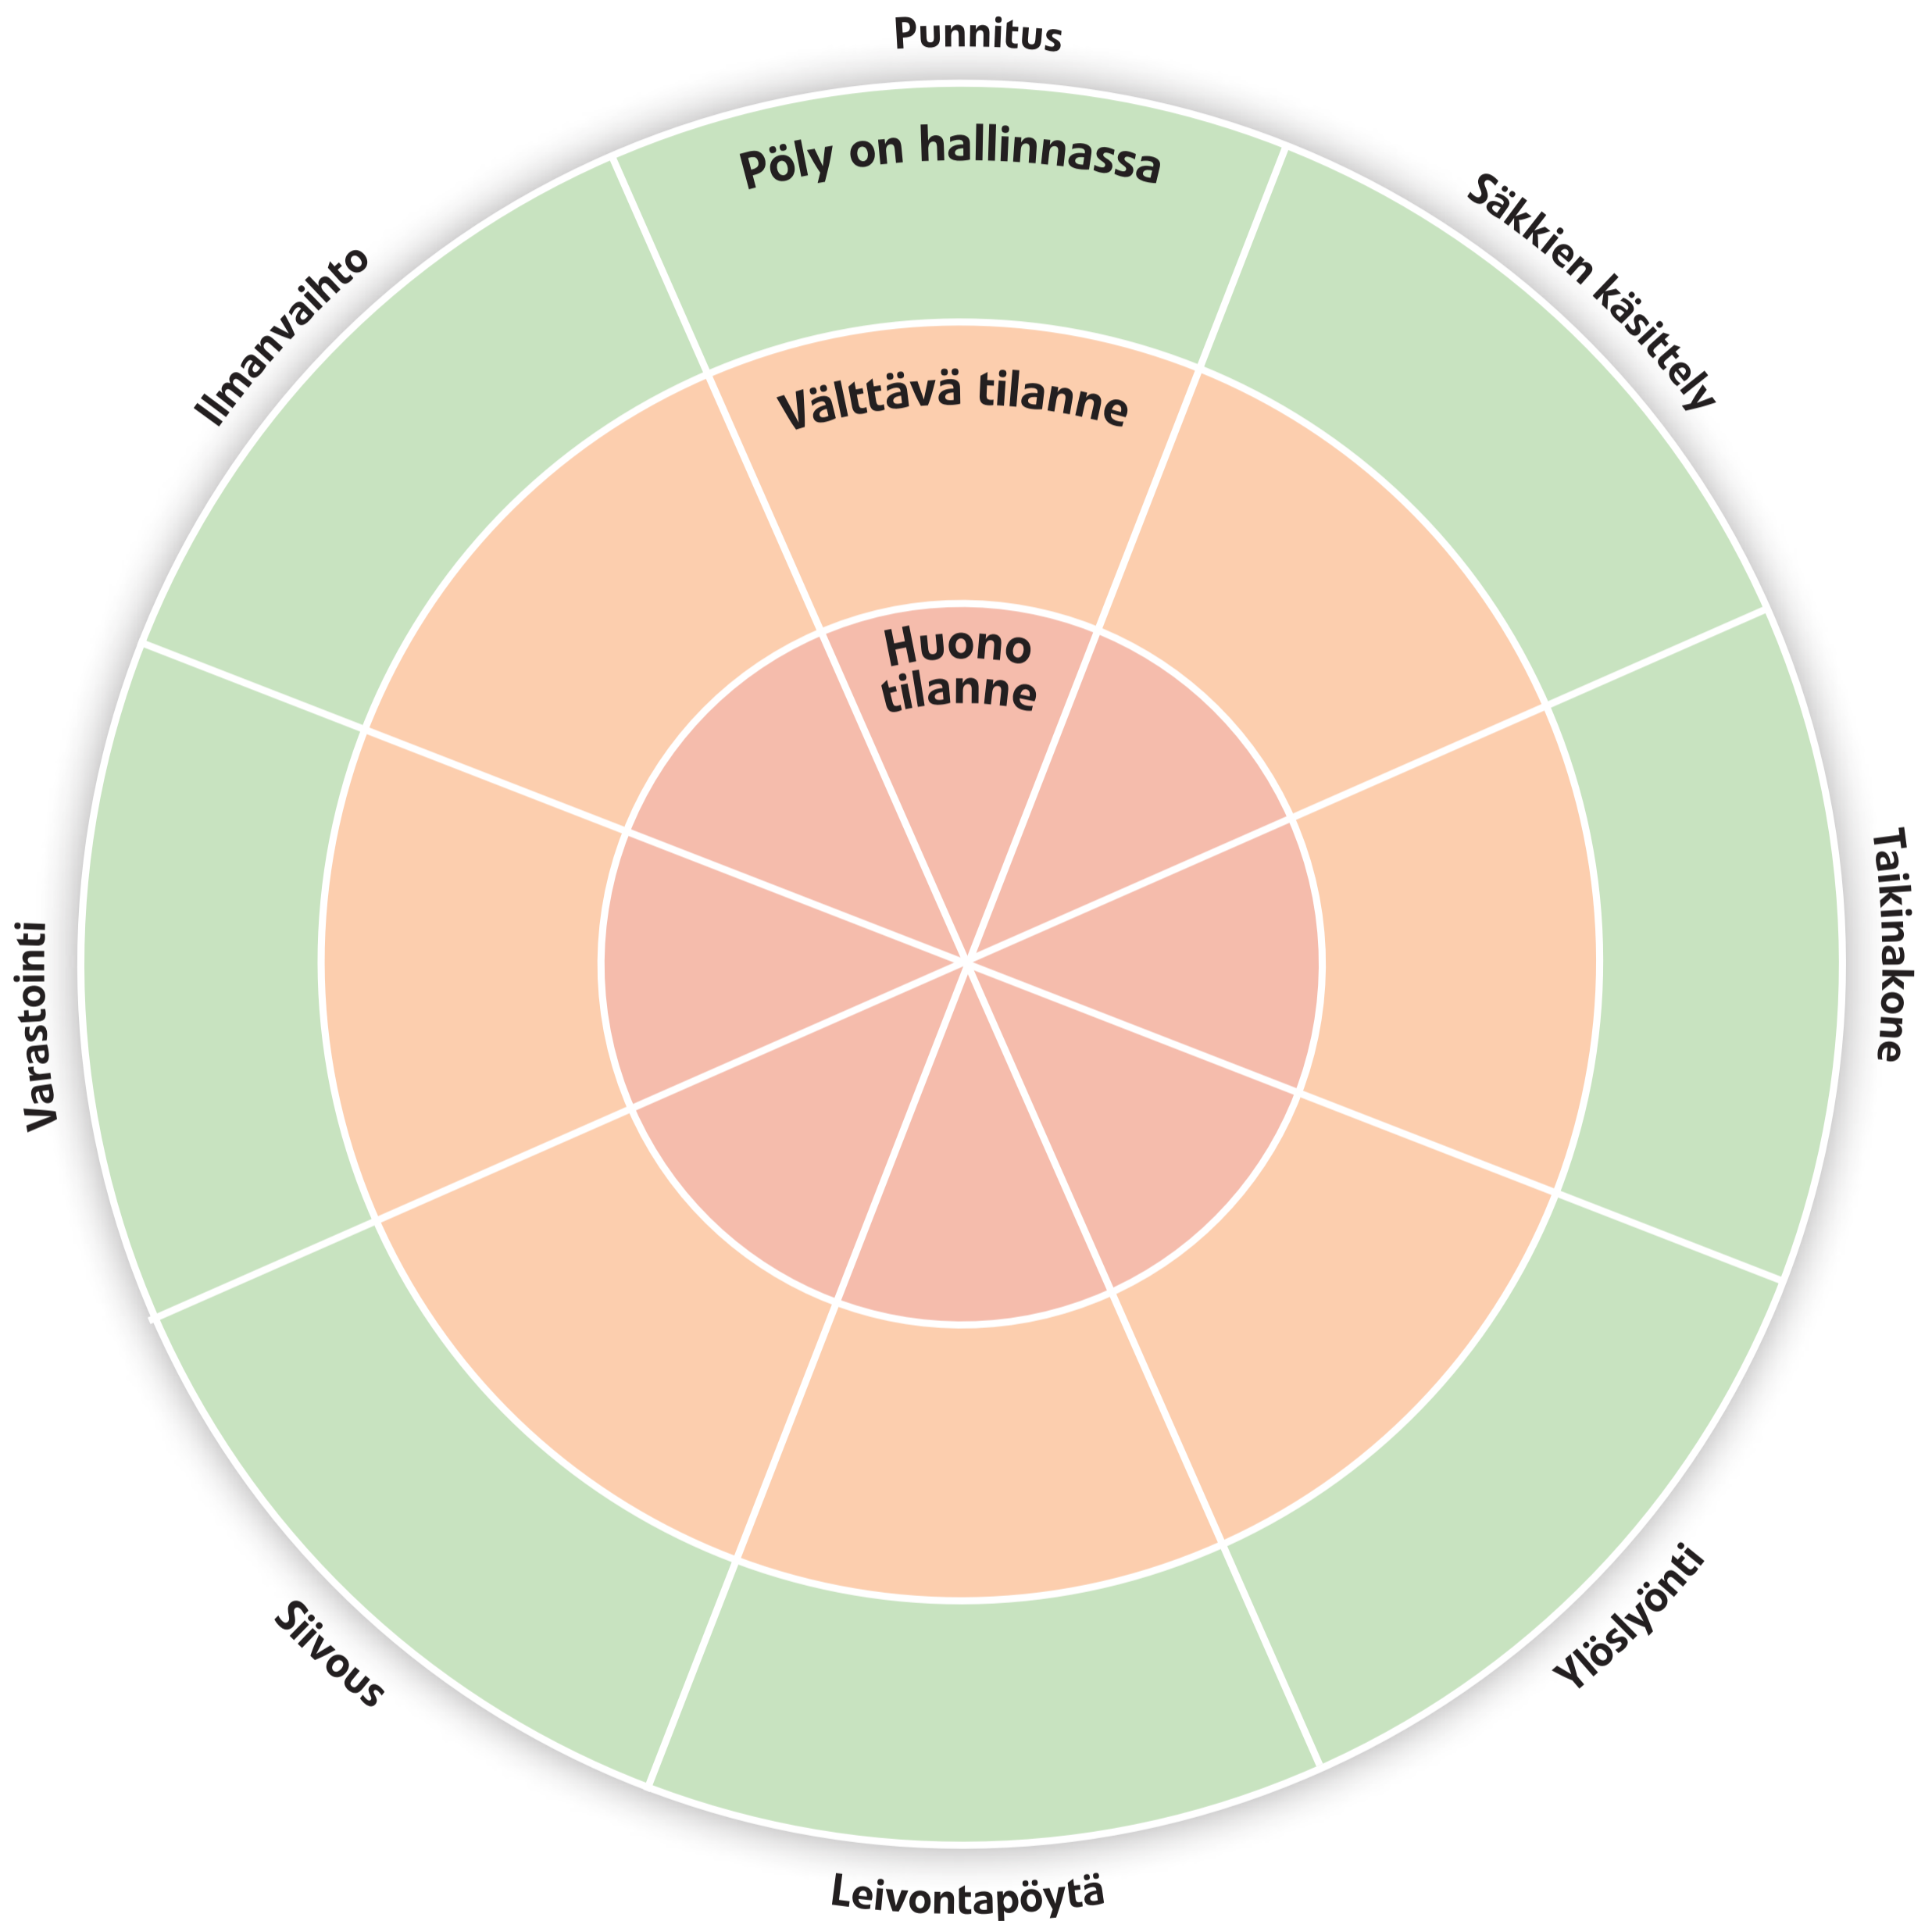 Punnitus
Pöly on hallinnassa
Välttävä tilanne
Huono
tilanne
Säkkien käsittely
Taikinakone
Ylöslyönti
Leivontapöytä
Siivous
Varastointi
Ilmanvaihto